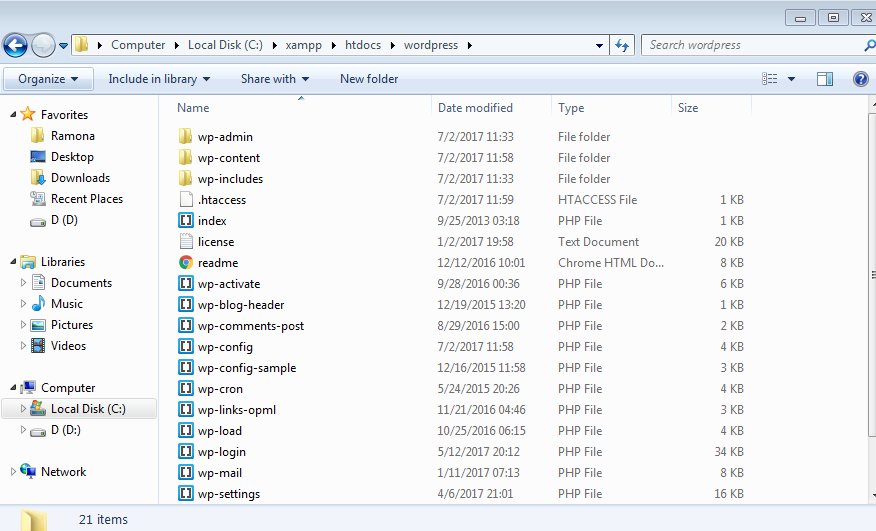 Computer Local Disk (C:) xampp htdocs wordpress Search wordpress
Organize Include in library Share with New folder
Favorites
Ramona
Desktop
Downloads
Recent Places
D (D)
Libraries
Documents
Music
Pictures
Videos
Computer
Local Disk (C:)
D (D:)
Network
Name Date modified Type Size
wp-admin 7/2/2017 11:33 File folder
wp-content 7/2/2017 11:58 File folder
wp-includes 7/2/2017 11:33 File folder
.htaccess 7/2/2017 11:59 HTACCESS File 1 KB
index 9/25/2013 03:18 PHP File 1 KB
license 1/2/2017 19:58 Text Document 20 KB
readme 12/12/2016 10:01 Chrome HTML Do... 8 KB
wp-activate 9/28/2016 00:36 PHP File 6 KB
wp-blog-header 12/19/2015 13:20 PHP File 1 KB
wp-comments-post 8/29/2016 15:00 PHP File 2 KB
wp-config 7/2/2017 11:58 PHP File 4 KB
wp-config-sample 12/16/2015 11:58 PHP File 3 KB
wp-cron 5/24/2015 20:26 PHP File 4 KB
wp-links-opml 11/21/2016 04:46 PHP File 3 KB
wp-load 10/25/2016 06:15 PHP File 4 KB
wp-login 5/12/2017 20:12 PHP File 34 KB
wp-mail 1/11/2017 07:13 PHP File 8 KB
wp-settings 4/6/2017 21:01 PHP File 16 KB
21 items